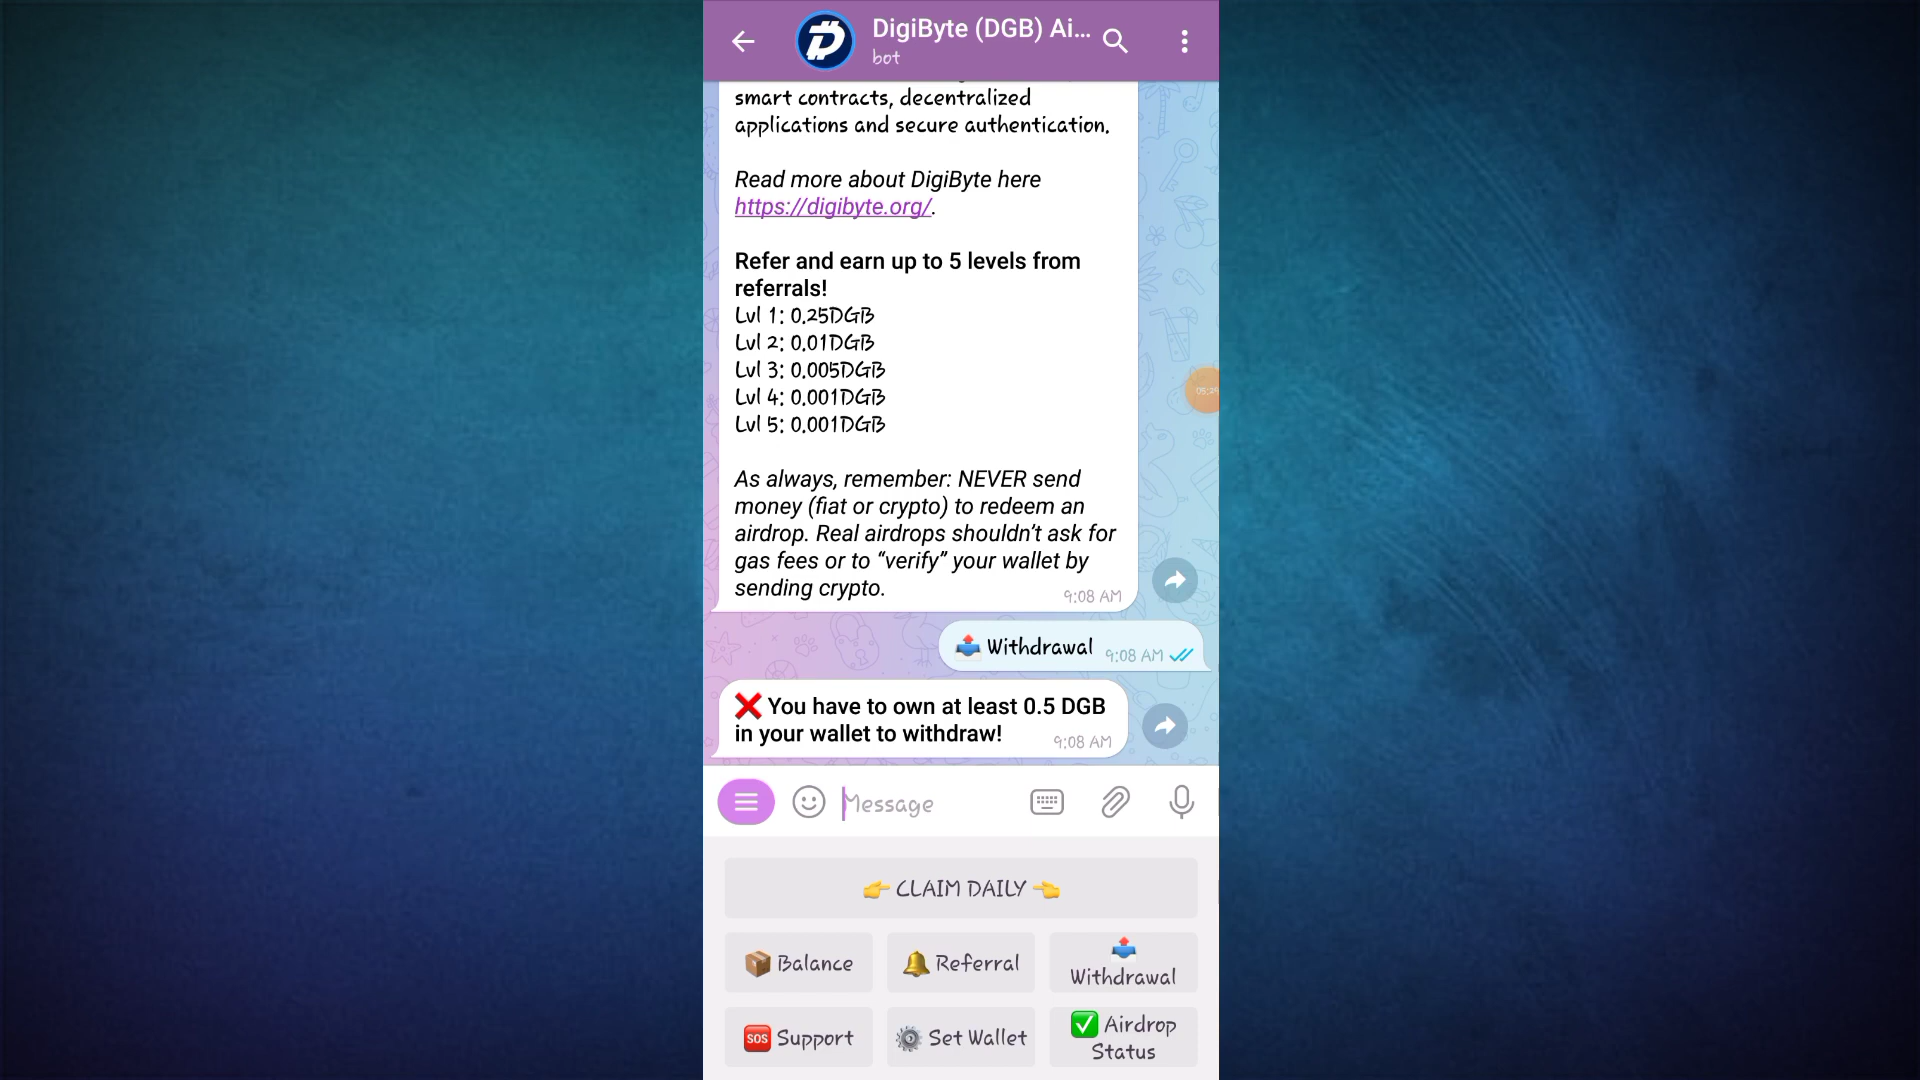 DigiByte (DGB) Ai...
bot
smart contracts, decentralized
applications and secure authentication.
Read more about DigiByte here
https://digibyte.org/.
Refer and earn up to 5 levels from
referrals!
Lvl 1: 0.25DGB
Lvl 2: 0.01DGB
Lvl 3: 0.005DGB
Lvl 4: 0.001DGB
Lvl 5: 0.001DGB
As always, remember: NEVER send
money (fiat or crypto) to redeem an
airdrop. Real airdrops shouldn’t ask for
gas fees or to “verify” your wallet by
sending crypto.
9:08 AM
Withdrawal 9:08 AM
❌ You have to own at least 0.5 DGB
in your wallet to withdraw! 9:08 AM
Message
👉 CLAIM DAILY 👈
Balance
Referral
Withdrawal
SOS Support
Set Wallet
✅ Airdrop
Status